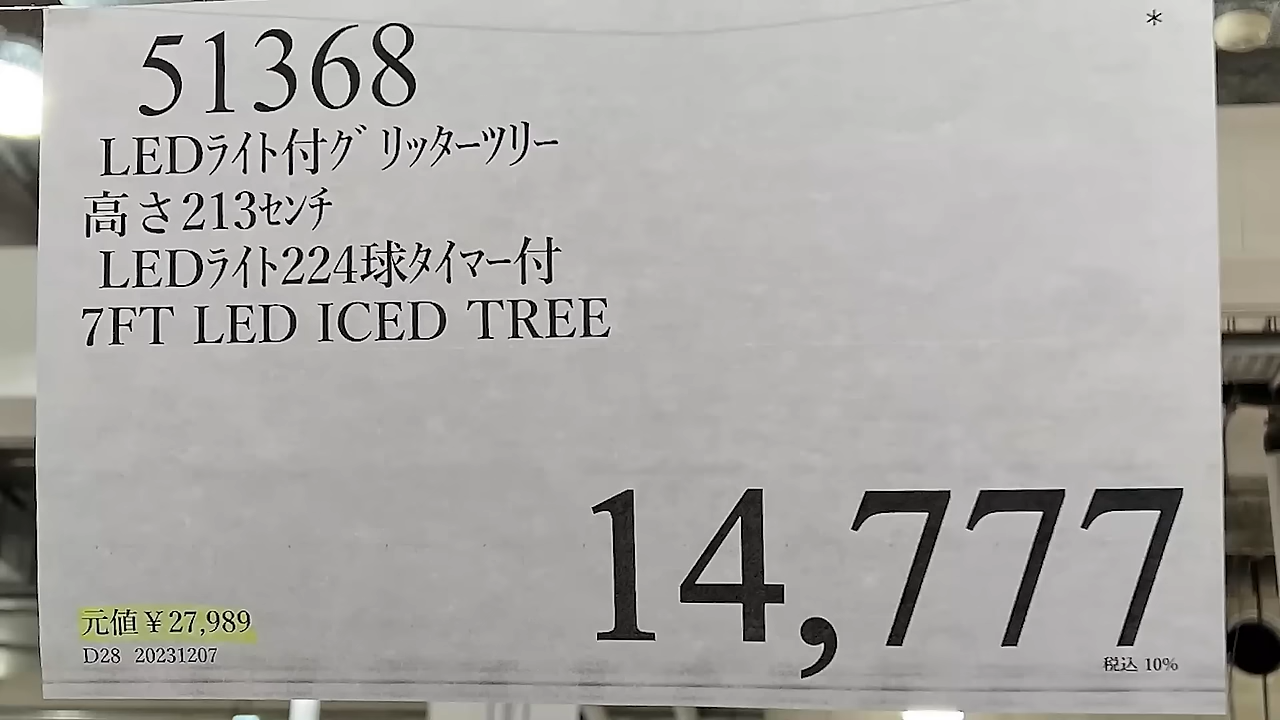 *
51368
LEDﾗｲﾄ付ｸﾞﾘｯﾀｰﾂﾘｰ
高さ213ｾﾝﾁ
LEDﾗｲﾄ224球ﾀｲﾏｰ付
7FT LED ICED TREE
14,777
元値￥27,989
D28 20231207
税込 10%